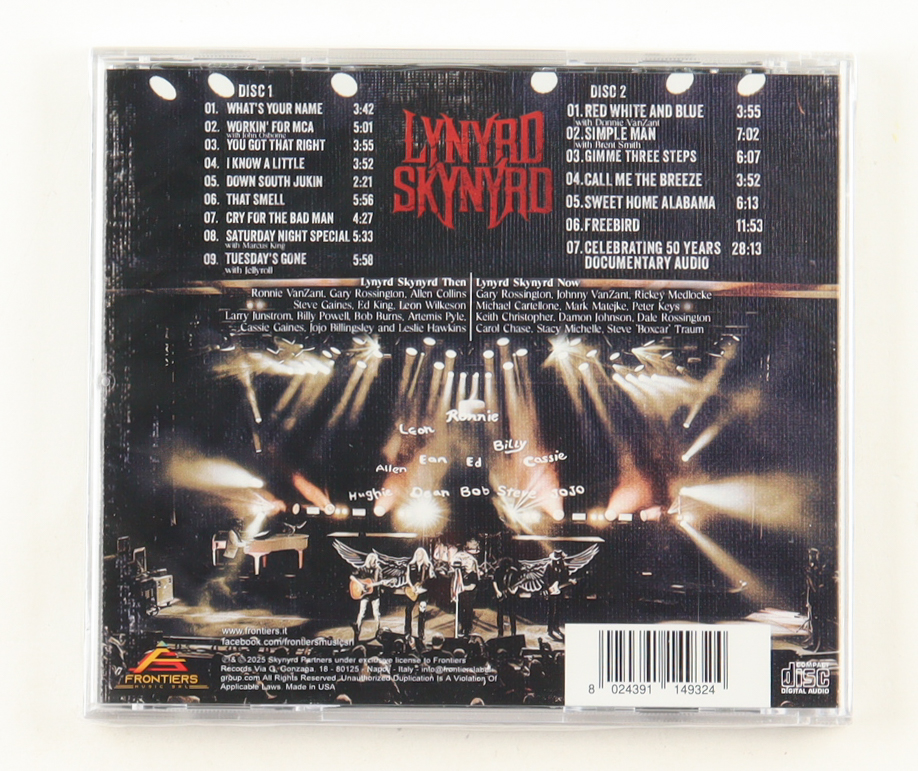 DISC 1
01. WHAT'S YOUR NAME 3:42
02. WORKIN' FOR MCA 5:01
with John Osborne
03. YOU GOT THAT RIGHT 3:55
04. I KNOW A LITTLE 3:52
05. DOWN SOUTH JUKIN 2:21
06. THAT SMELL 5:56
07. CRY FOR THE BAD MAN 4:27
08. SATURDAY NIGHT SPECIAL 5:33
with Marcus King
09. TUESDAY'S GONE 5:58
with Jellyroll
LYNYRD
SKYNYRD
DISC 2
01. RED WHITE AND BLUE 3:55
with Donnie VanZant
02. SIMPLE MAN 7:02
with Brent Smith
03. GIMME THREE STEPS 6:07
04. CALL ME THE BREEZE 3:52
05. SWEET HOME ALABAMA 6:13
06. FREEBIRD 11:53
07. CELEBRATING 50 YEARS 28:13
DOCUMENTARY AUDIO
Lynyrd Skynyrd Then
Ronnie VanZant, Gary Rossington, Allen Collins
Steve Gaines, Ed King, Leon Wilkeson
Larry Junstrom, Billy Powell, Bob Burns, Artemis Pyle,
Cassie Gaines, Jojo Billingsley and Leslie Hawkins
Lynyrd Skynyrd Now
Gary Rossington, Johnny VanZant, Rickey Medlocke
Michael Cartellone, Mark Matejke, Peter Keys
Keith Christopher, Damon Johnson, Dale Rossington
Carol Chase, Stacy Michelle, Steve 'Boxcar' Traum
Ronnie
Leon
Billy
Allen Ean Ed Cassie
Hughie Dean Bob Steve JOJO
www.frontiers.it
facebook.com/frontiersmusicsrl
℗ & © 2025 Skynyrd Partners under exclusive license to Frontiers
Records Via G. Gonzaga, 18 - 80125 - Napoli - Italy - info@frontierslabel
group.com All Rights Reserved. Unauthorized Duplication Is A Violation Of
Applicable Laws. Made in USA
FRONTIERS
MUSIC SRL
8 024391 149324
COMPACT
disc
DIGITAL AUDIO